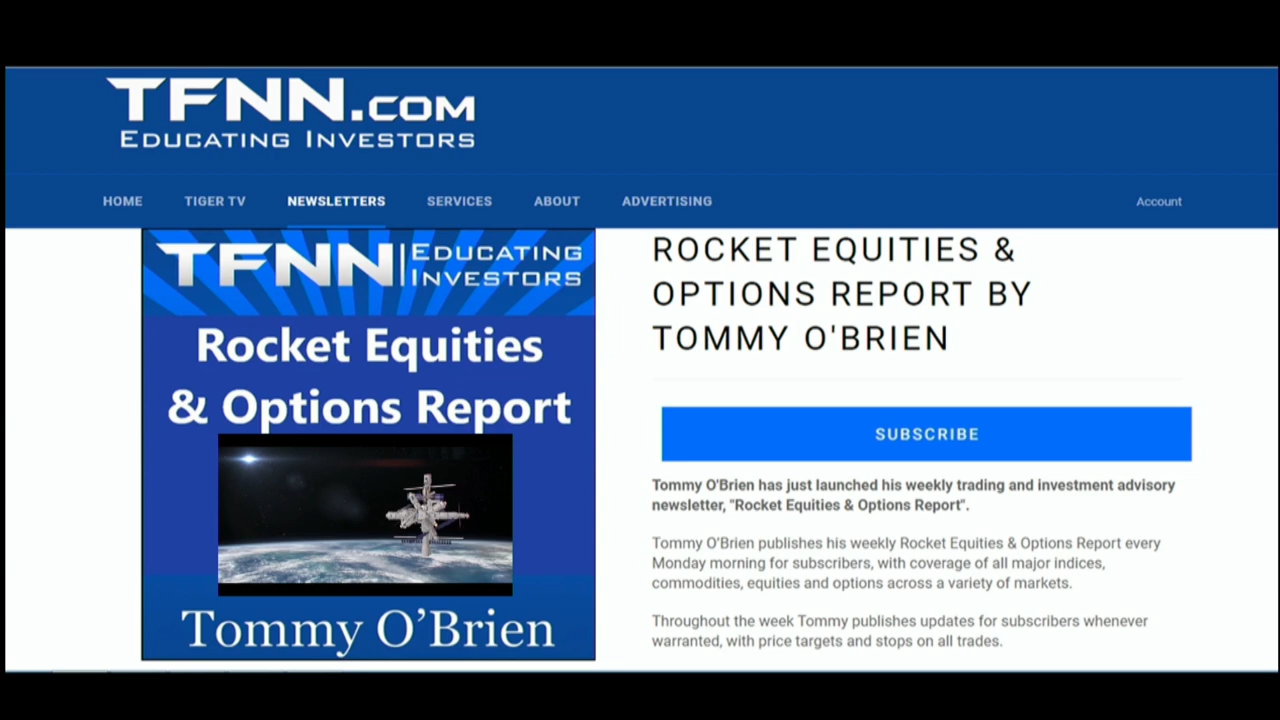 TFNN.COM
EDUCATING INVESTORS
HOME TIGER TV NEWSLETTERS SERVICES ABOUT ADVERTISING Account
TFNN EDUCATING
INVESTORS
Rocket Equities
& Options Report
Tommy O'Brien
ROCKET EQUITIES &
OPTIONS REPORT BY
TOMMY O'BRIEN
SUBSCRIBE
Tommy O'Brien has just launched his weekly trading and investment advisory
newsletter, "Rocket Equities & Options Report".
Tommy O'Brien publishes his weekly Rocket Equities & Options Report every
Monday morning for subscribers, with coverage of all major indices,
commodities, equities and options across a variety of markets.
Throughout the week Tommy publishes updates for subscribers whenever
warranted, with price targets and stops on all trades.